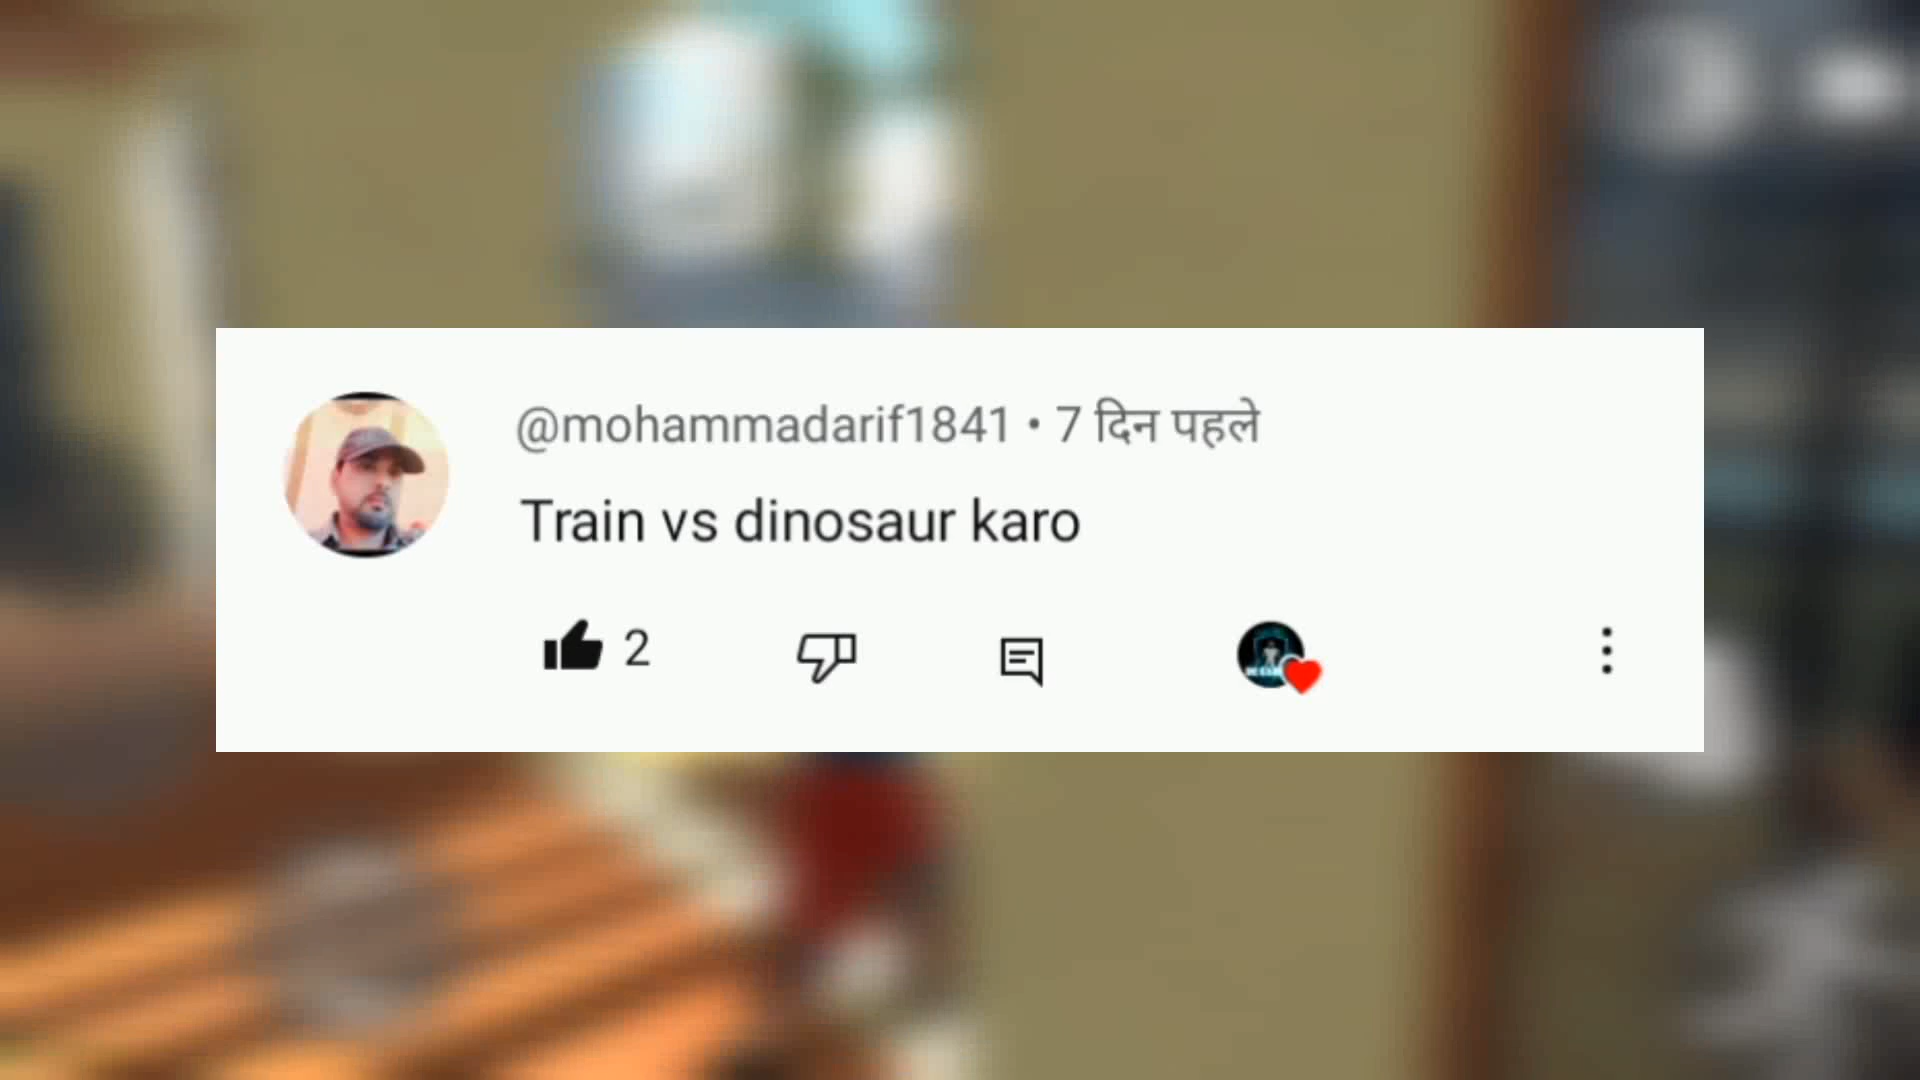 @mohammadarif1841 • 7 दिन पहले
Train vs dinosaur karo
2